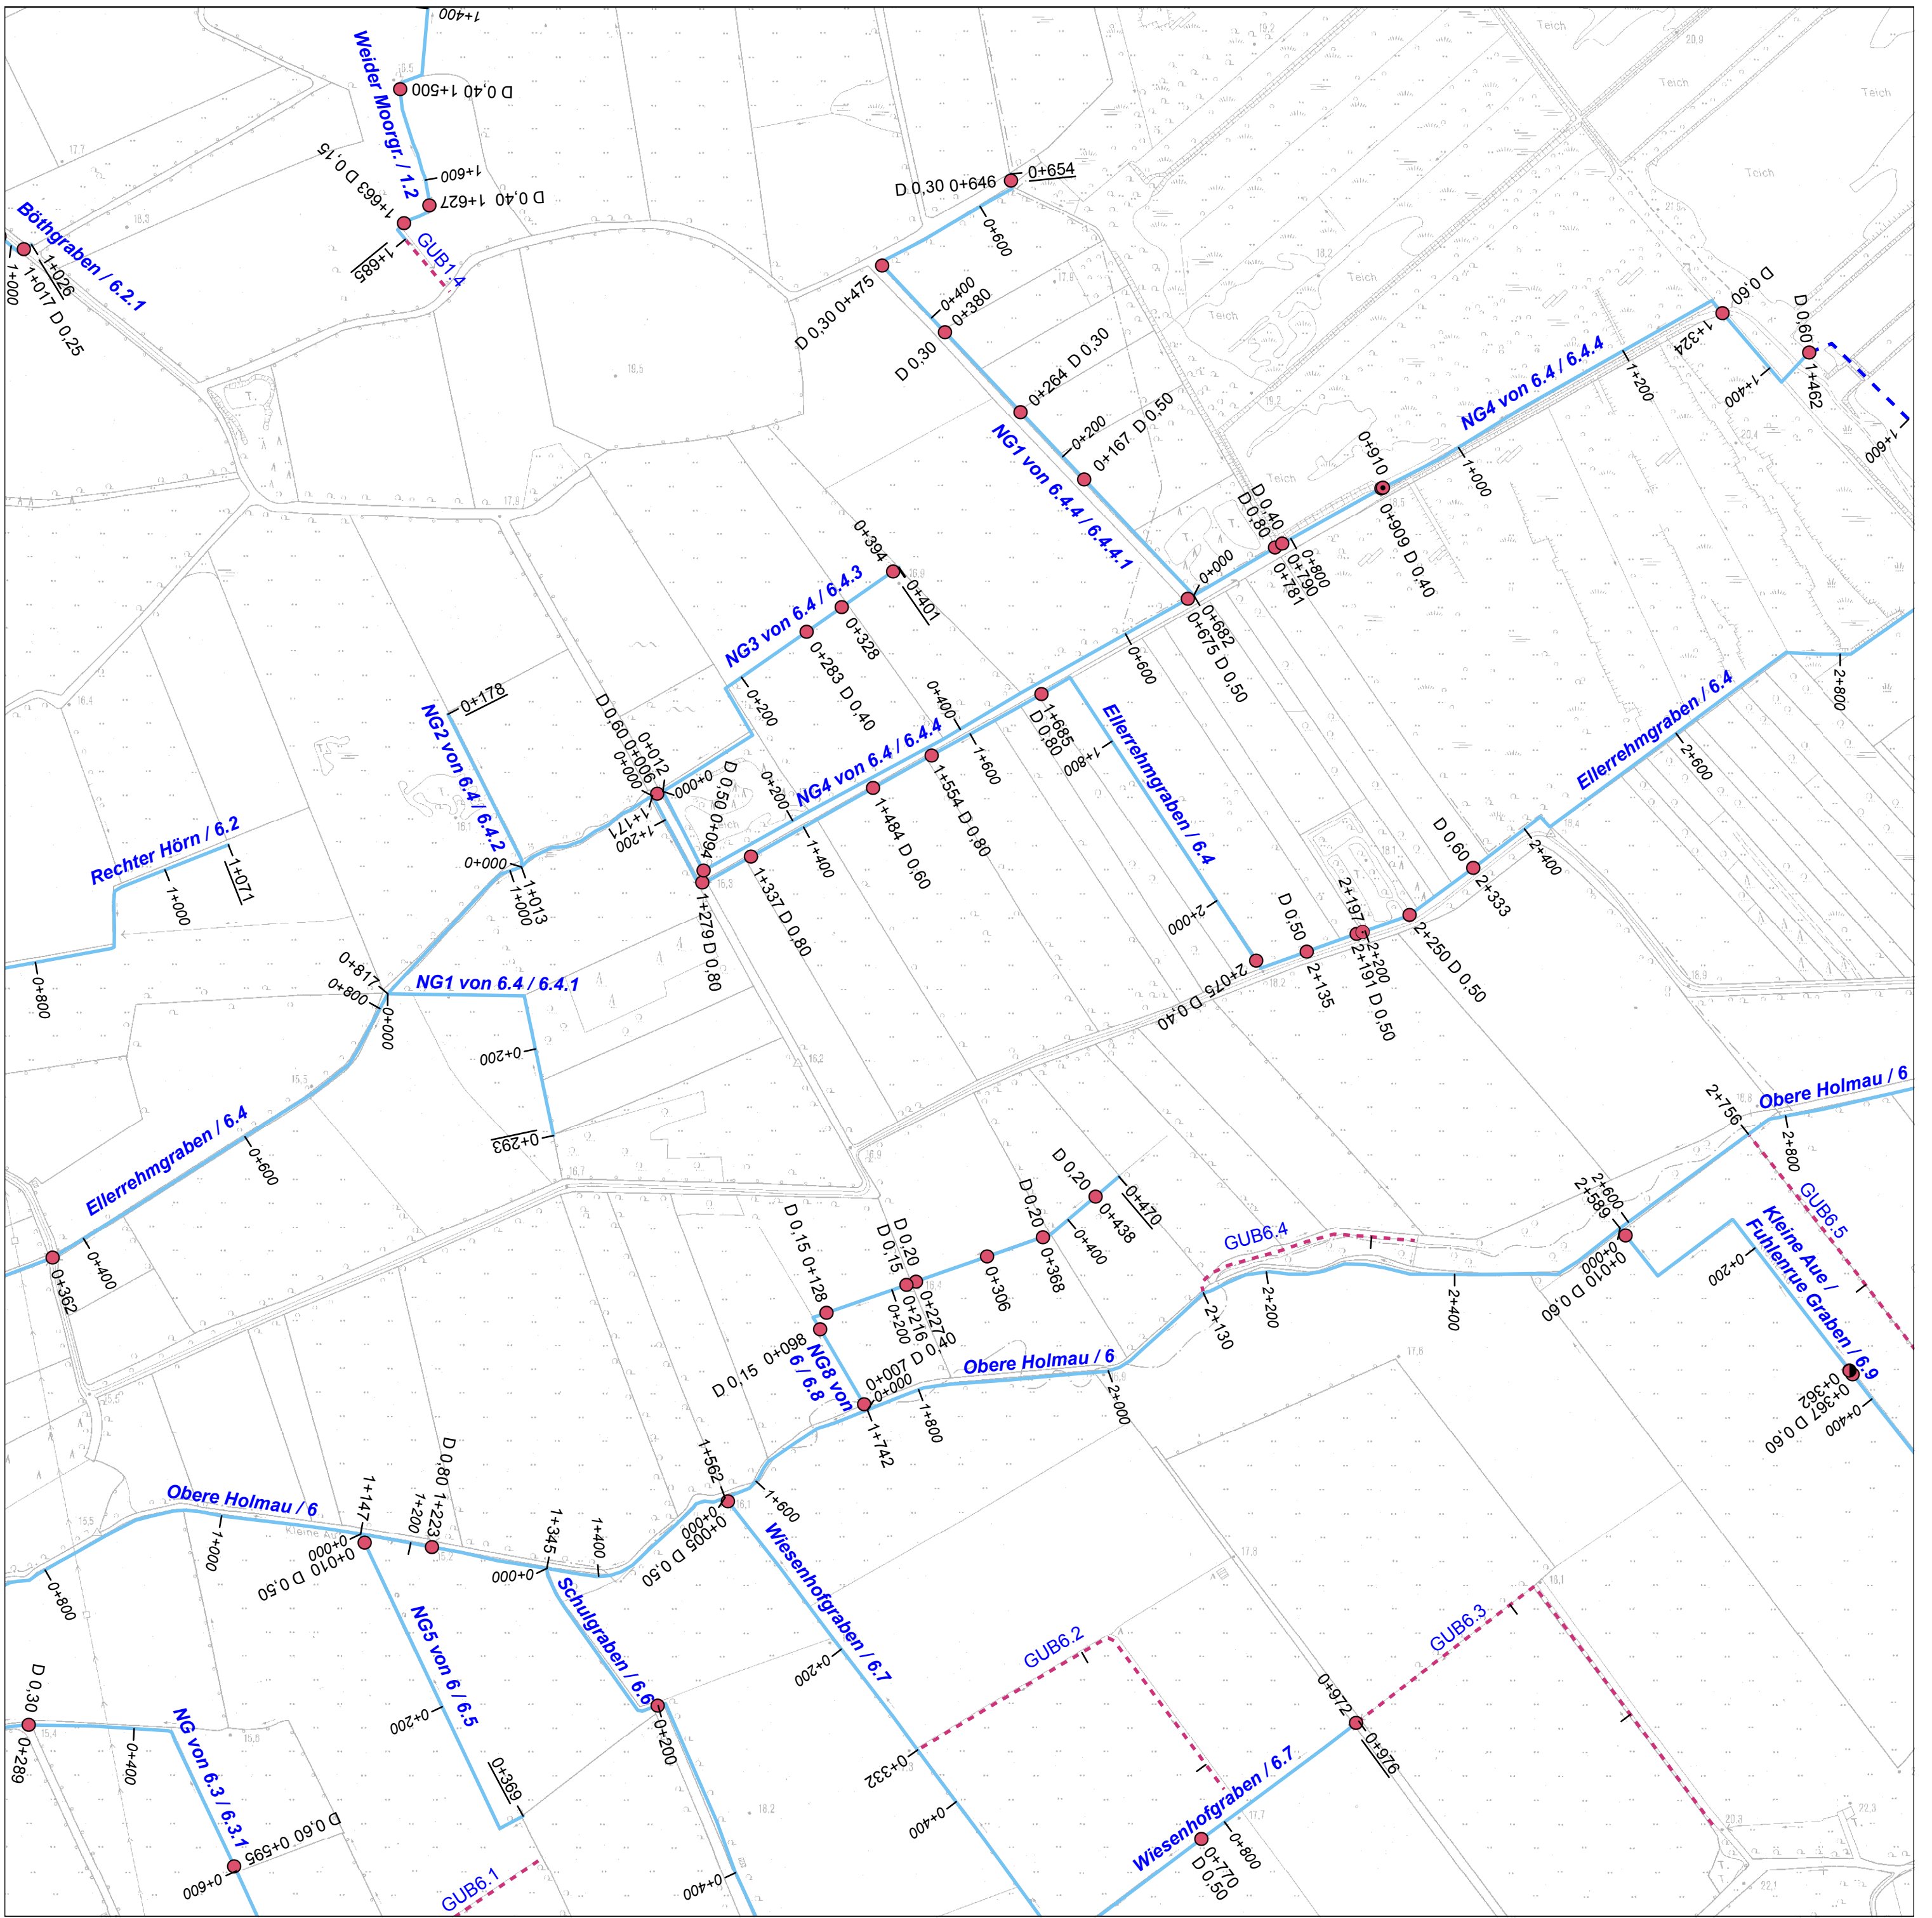 1+400
Weider Moorgr. / 1.2
D 0,40 1+500
1+600
D 0,40 1+627
1+663 D 0,15
1+685
GUB1.4
Böthgraben / 6.2.1
1+026
1+017 D 0,25
1+000
D 0,30 0+646
0+654
0+600
D 0,30 0+475
0+400
0+380
D 0,30
0+264 D 0,30
0+200
0+167 D 0,50
NG1 von 6.4.4 / 6.4.4.1
0+000
0+682
0+675 D 0,50
D 0,40
D 0,80
0+800
0+790
0+781
0+910
0+909 D 0,40
1+000
NG4 von 6.4 / 6.4.4
1+200
1+324
D 0,60
1+400
D 0,60
1+462
1+600
Teich
Teich
Teich
Teich
Teich
Teich
Teich
Teich
0+394
0+401
NG3 von 6.4 / 6.4.3
0+328
0+283 D 0,40
0+200
0+178
NG2 von 6.4 / 6.4.2
0+000
D 0,60 0+006
0+012
0+000
0+000
1+171
1+200
D 0,50 0+094
0+200
NG4 von 6.4 / 6.4.4
0+400
0+600
1+279 D 0,80
1+337 D 0,80
1+400
1+484 D 0,60
1+554 D 0,80
1+600
1+685
D 0,80
1+800
Ellerrehmgraben / 6.4
2+000
2+075 D 0,40
D 0,50
2+135
2+197
2+200
2+191 D 0,50
2+250 D 0,50
D 0,60
2+333
2+400
Ellerrehmgraben / 6.4
2+600
2+800
Rechter Hörn / 6.2
1+071
1+000
0+800
1+013
1+000
0+817
0+800
0+000
NG1 von 6.4 / 6.4.1
0+200
0+293
Ellerrehmgraben / 6.4
0+600
0+400
0+362
D 0,20
0+470
0+438
D 0,20
0+400
0+368
0+306
D 0,20
D 0,15
0+227
0+216
0+200
D 0,15 0+128
D 0,15 0+098
NG8 von
6 / 6.8
0+007 D 0,40
0+000
1+742
1+800
Obere Holmau / 6
2+000
2+130
GUB6.4
2+200
2+400
2+600
2+589
0+000
0+010 D 0,60
2+756
2+800
Obere Holmau / 6
GUB6.5
Kleine Aue /
Fuhlenrue Graben / 6.9
0+200
0+362
0+367 D 0,60
0+400
Obere Holmau / 6
Kleine Aue
0+800
1+000
1+147
0+000
0+010 D 0,50
1+200
D 0,80 1+223
1+345
0+000
1+400
1+562
0+000
0+005 D 0,50
1+600
Wiesenhofgraben / 6.7
0+200
0+332
0+400
GUB6.2
Schulgraben / 6.6
0+200
0+400
NG5 von 6 / 6.5
0+200
0+369
GUB6.1
D 0,30
0+289
0+400
NG von 6.3 / 6.3.1
D 0,60 0+595
0+600
GUB6.3
0+972
0+976
Wiesenhofgraben / 6.7
0+800
0+770
D 0,50